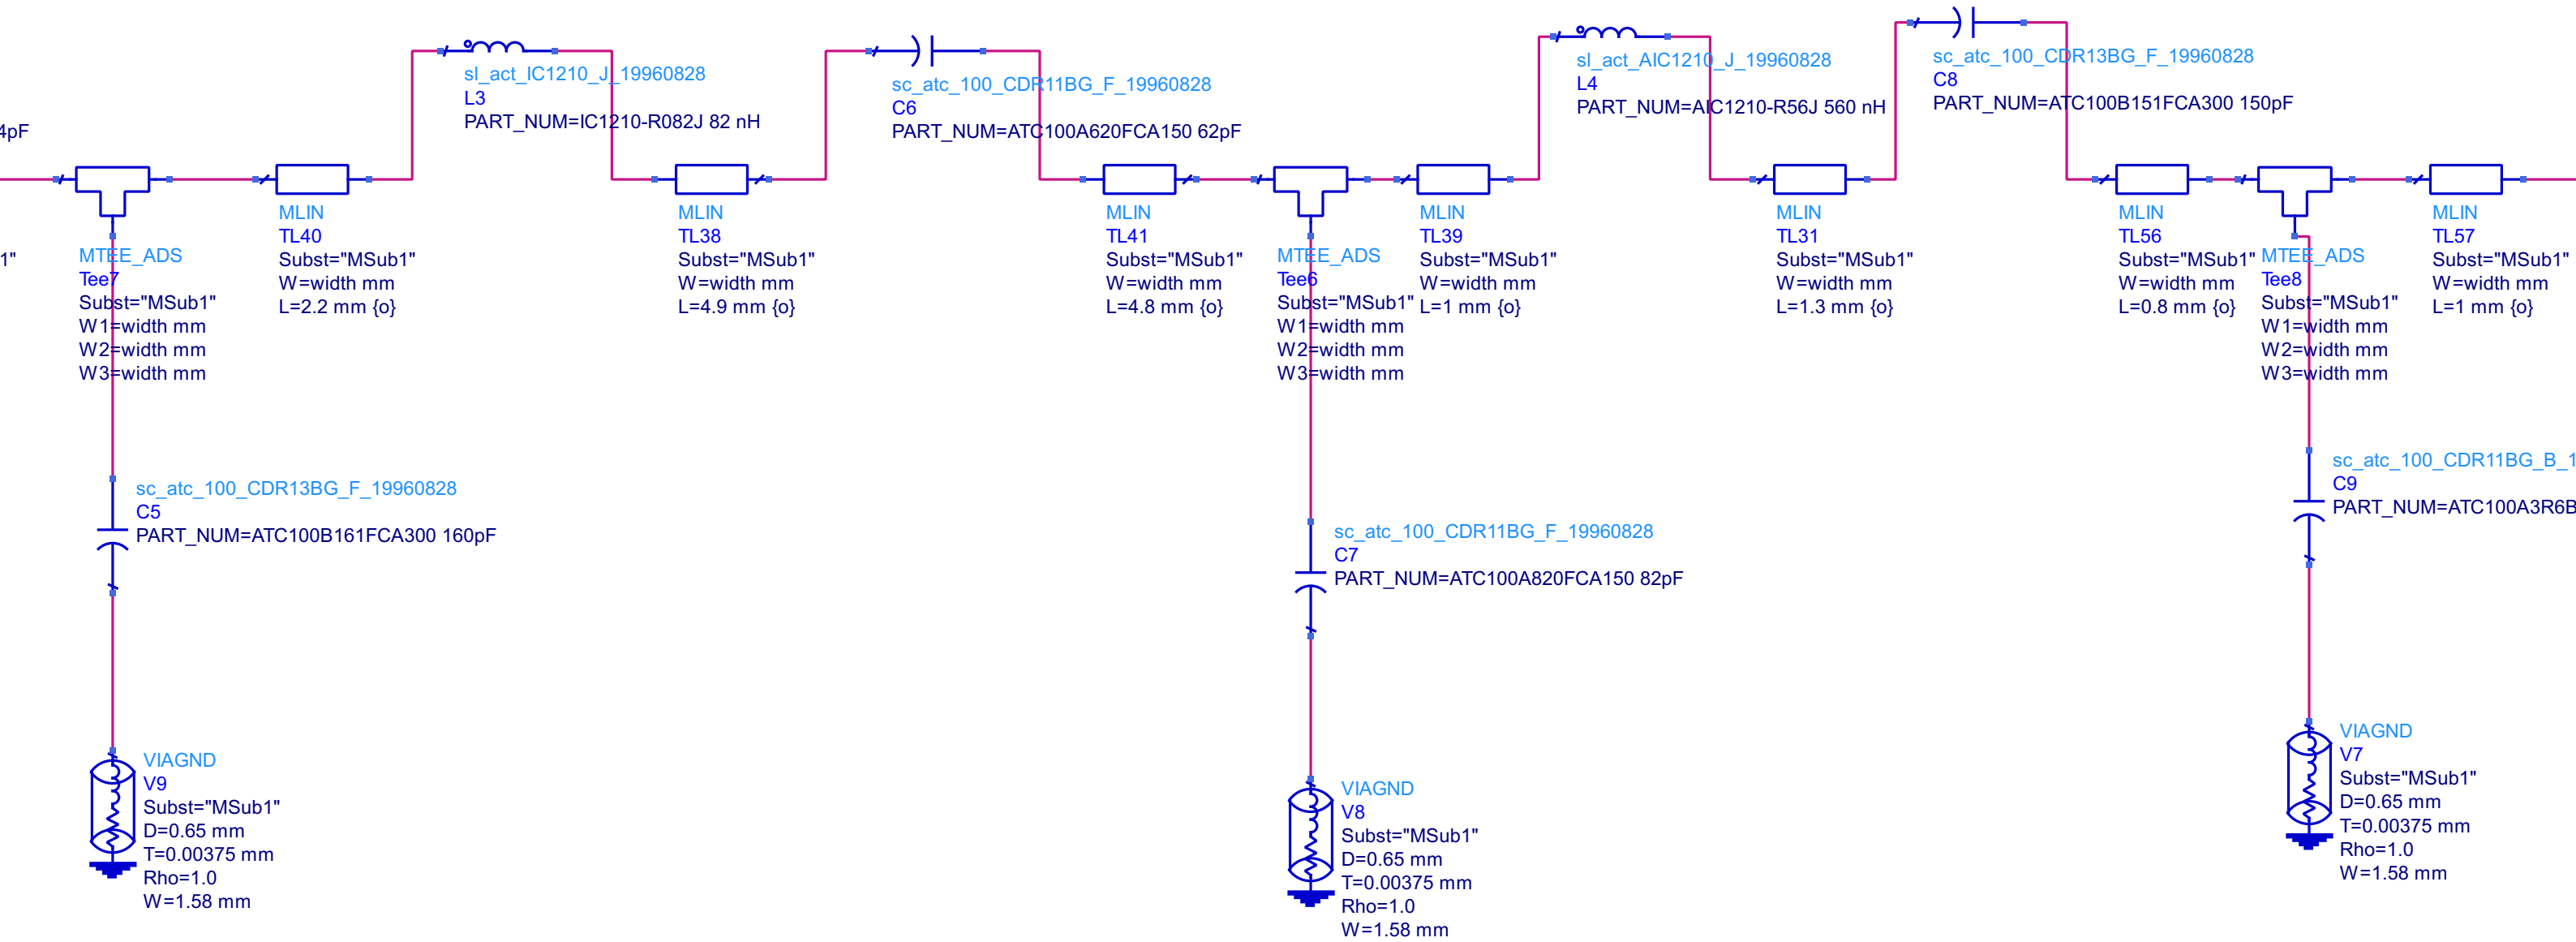 4pF
1"
sl_act_IC1210_J_19960828
L3
PART_NUM=IC1210-R082J 82 nH
sc_atc_100_CDR11BG_F_19960828
C6
PART_NUM=ATC100A620FCA150 62pF
sl_act_AIC1210_J_19960828
L4
PART_NUM=AIC1210-R56J 560 nH
sc_atc_100_CDR13BG_F_19960828
C8
PART_NUM=ATC100B151FCA300 150pF
MTEE_ADS
Tee7
Subst="MSub1"
W1=width mm
W2=width mm
W3=width mm
MLIN
TL40
Subst="MSub1"
W=width mm
L=2.2 mm {o}
MLIN
TL38
Subst="MSub1"
W=width mm
L=4.9 mm {o}
MLIN
TL41
Subst="MSub1"
W=width mm
L=4.8 mm {o}
MTEE_ADS
Tee6
Subst="MSub1"
W1=width mm
W2=width mm
W3=width mm
MLIN
TL39
Subst="MSub1"
W=width mm
L=1 mm {o}
MLIN
TL31
Subst="MSub1"
W=width mm
L=1.3 mm {o}
MLIN
TL56
Subst="MSub1"
W=width mm
L=0.8 mm {o}
MTEE_ADS
Tee8
Subst="MSub1"
W1=width mm
W2=width mm
W3=width mm
MLIN
TL57
Subst="MSub1"
W=width mm
L=1 mm {o}
sc_atc_100_CDR13BG_F_19960828
C5
PART_NUM=ATC100B161FCA300 160pF
sc_atc_100_CDR11BG_F_19960828
C7
PART_NUM=ATC100A820FCA150 82pF
sc_atc_100_CDR11BG_B_1
C9
PART_NUM=ATC100A3R6B
VIAGND
V9
Subst="MSub1"
D=0.65 mm
T=0.00375 mm
Rho=1.0
W=1.58 mm
VIAGND
V8
Subst="MSub1"
D=0.65 mm
T=0.00375 mm
Rho=1.0
W=1.58 mm
VIAGND
V7
Subst="MSub1"
D=0.65 mm
T=0.00375 mm
Rho=1.0
W=1.58 mm